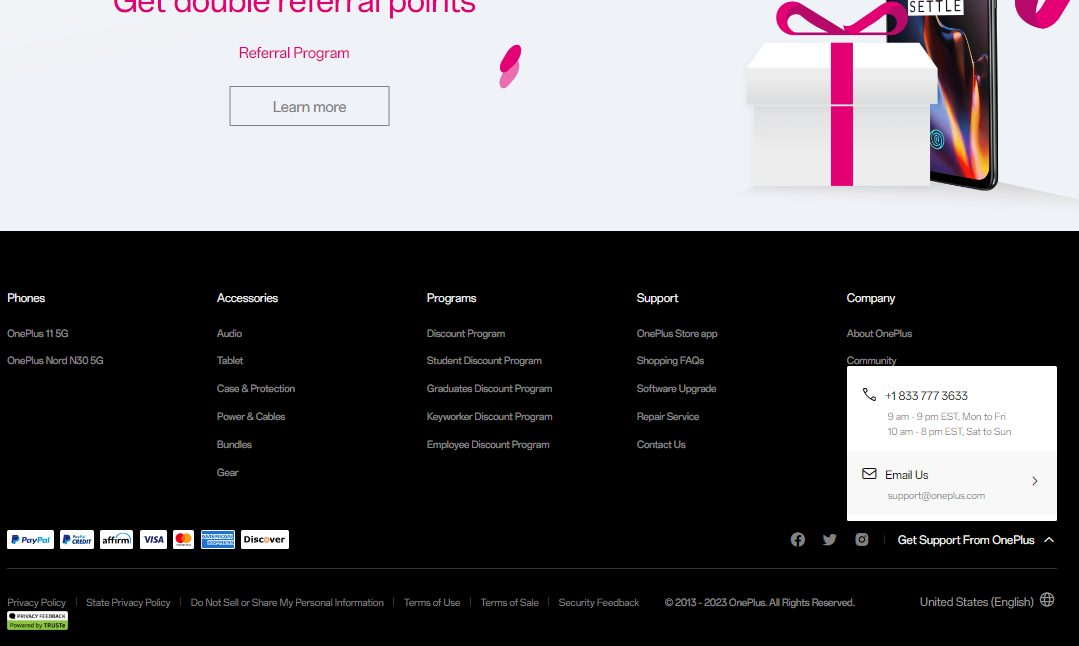 Get double referral points
SETTLE
Referral Program
Learn more
Phones
OnePlus 11 5G
OnePlus Nord N30 5G
Accessories
Audio
Tablet
Case & Protection
Power & Cables
Bundles
Gear
Programs
Discount Program
Student Discount Program
Graduates Discount Program
Keyworker Discount Program
Employee Discount Program
Support
OnePlus Store app
Shopping FAQs
Software Upgrade
Repair Service
Contact Us
Company
About OnePlus
Community
+1 833 777 3633
9 am - 9 pm EST, Mon to Fri
10 am - 8 pm EST, Sat to Sun
Email Us
support@oneplus.com
PayPal
PayPal CREDIT
affirm
VISA
mastercard
AMERICAN EXPRESS
Discover
Get Support From OnePlus
Privacy Policy
State Privacy Policy
Do Not Sell or Share My Personal Information
Terms of Use
Terms of Sale
Security Feedback
© 2013 - 2023 OnePlus. All Rights Reserved.
United States (English)
PRIVACY FEEDBACK
Powered by TRUSTe